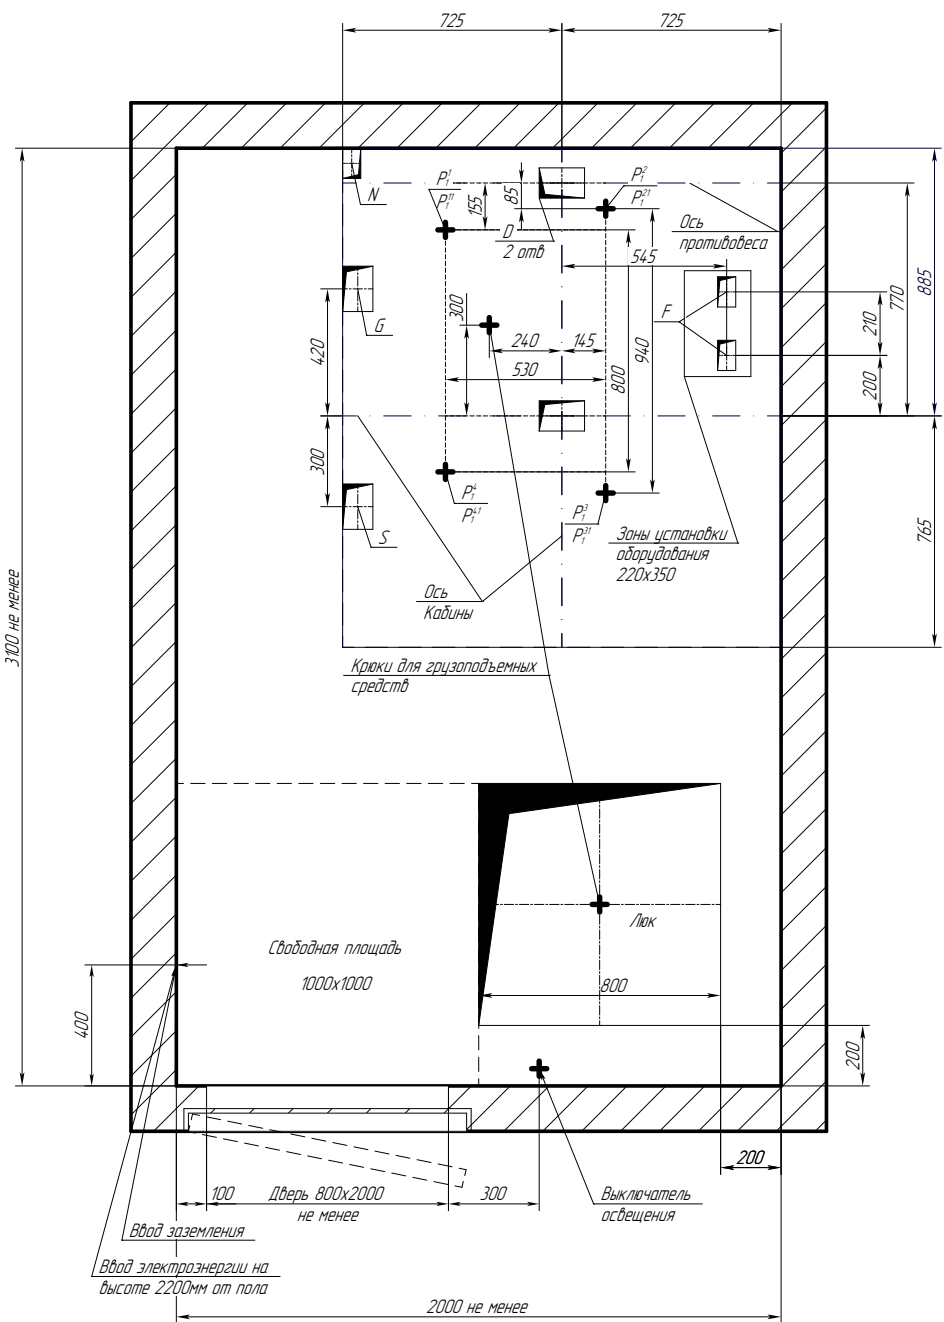 725
725
N
P₁¹
P₁¹¹
155
85
D
2 отв
P₁²
P₁²¹
Ось
противовеса
545
885
770
G
420
300
F
210
240
145
940
530
800
200
300
P₁⁴
P₁⁴¹
P₁³
P₁³¹
S
Зоны установки
оборудования
220х350
765
Ось
Кабины
3100 не менее
Крюки для грузоподъемных
средств
Люк
Свободная площадь
1000х1000
800
400
200
200
100
Дверь 800х2000
не менее
300
Выключатель
освещения
Ввод заземления
Ввод электроэнергии на
высоте 2200мм от пола
2000 не менее